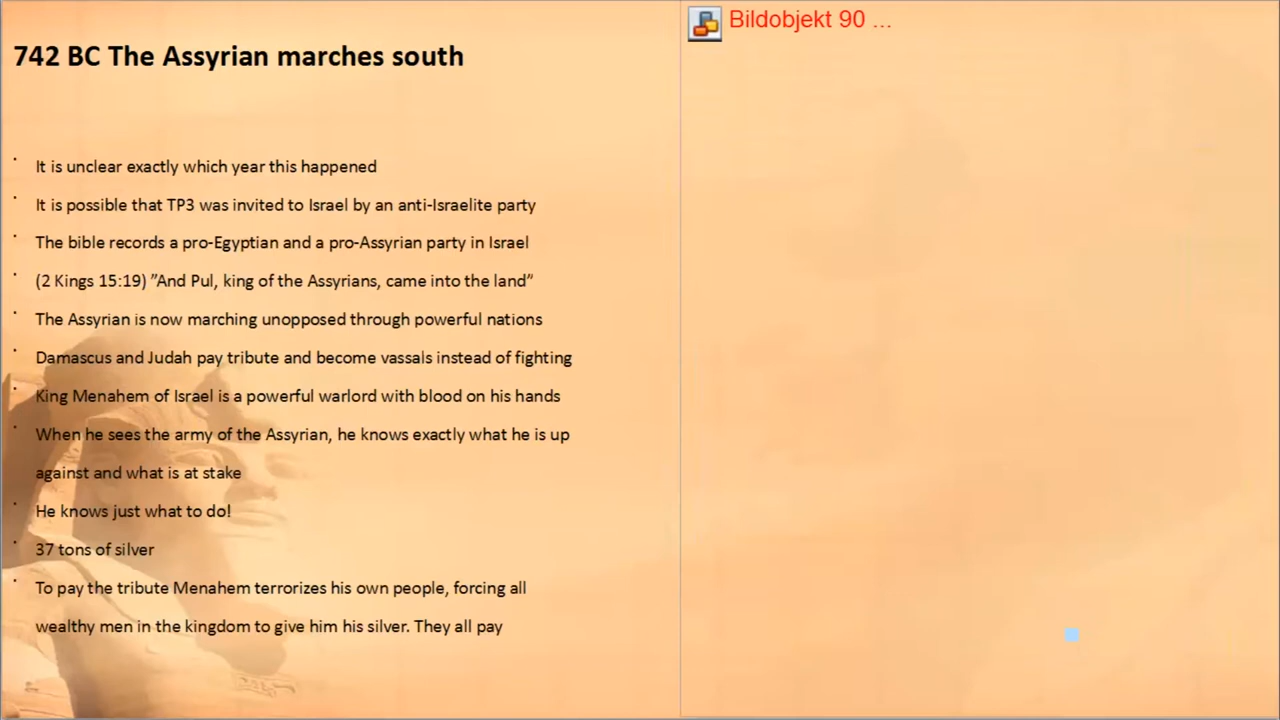 742 BC The Assyrian marches south
It is unclear exactly which year this happened
It is possible that TP3 was invited to Israel by an anti-Israelite party
The bible records a pro-Egyptian and a pro-Assyrian party in Israel
(2 Kings 15:19) ”And Pul, king of the Assyrians, came into the land”
The Assyrian is now marching unopposed through powerful nations
Damascus and Judah pay tribute and become vassals instead of fighting
King Menahem of Israel is a powerful warlord with blood on his hands
When he sees the army of the Assyrian, he knows exactly what he is up
against and what is at stake
He knows just what to do!
37 tons of silver
To pay the tribute Menahem terrorizes his own people, forcing all
wealthy men in the kingdom to give him his silver. They all pay
Bildobjekt 90 ...